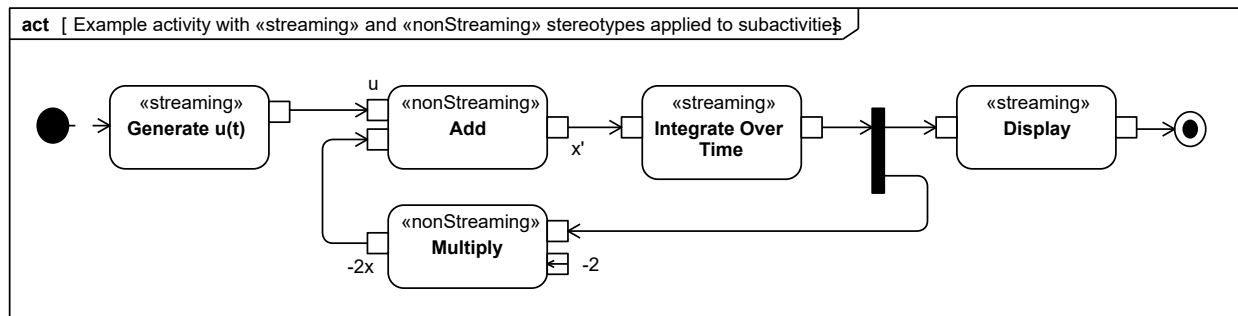 act [ Example activity with «streaming» and «nonStreaming» stereotypes applied to subactivities]
u
«streaming»
Generate u(t)
«nonStreaming»
Add
x'
«streaming»
Integrate Over
Time
«streaming»
Display
«nonStreaming»
Multiply
-2x
-2